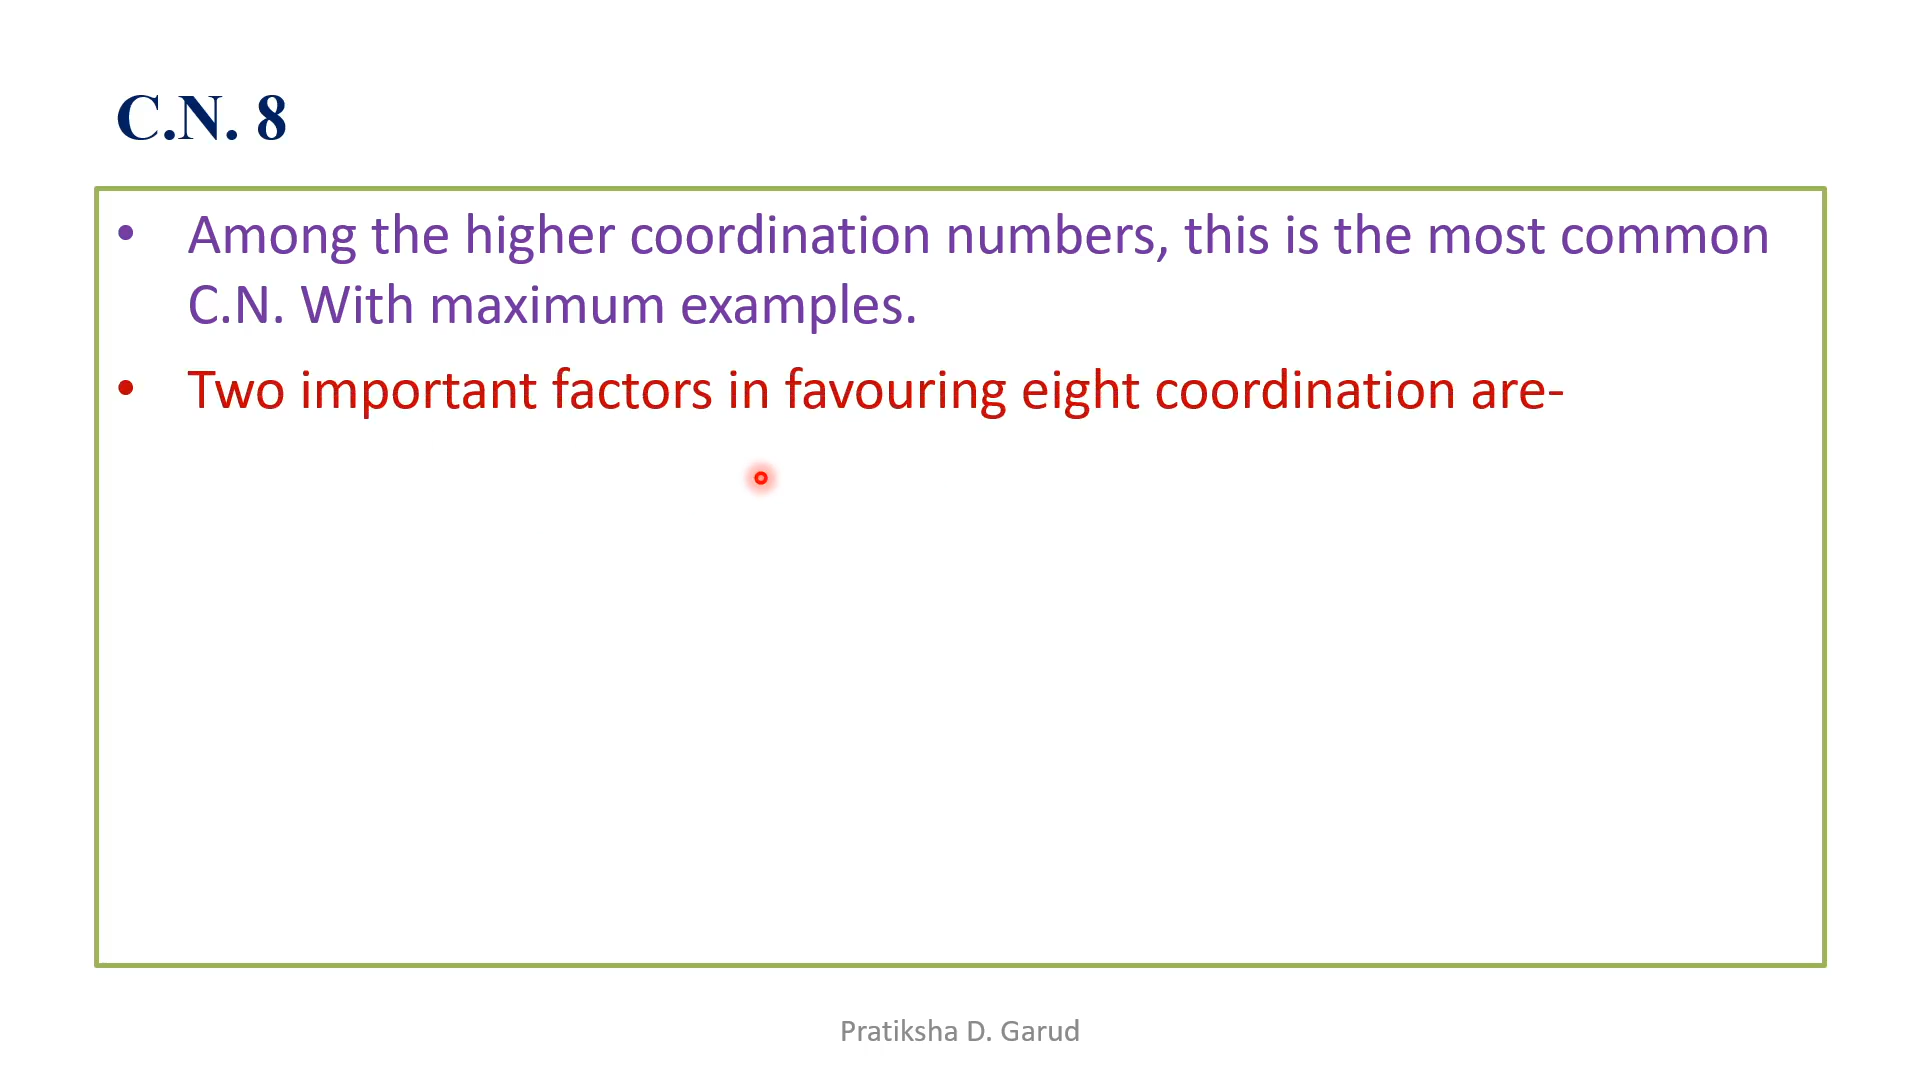 C.N. 8
• Among the higher coordination numbers, this is the most common
C.N. With maximum examples.
• Two important factors in favouring eight coordination are-
Pratiksha D. Garud